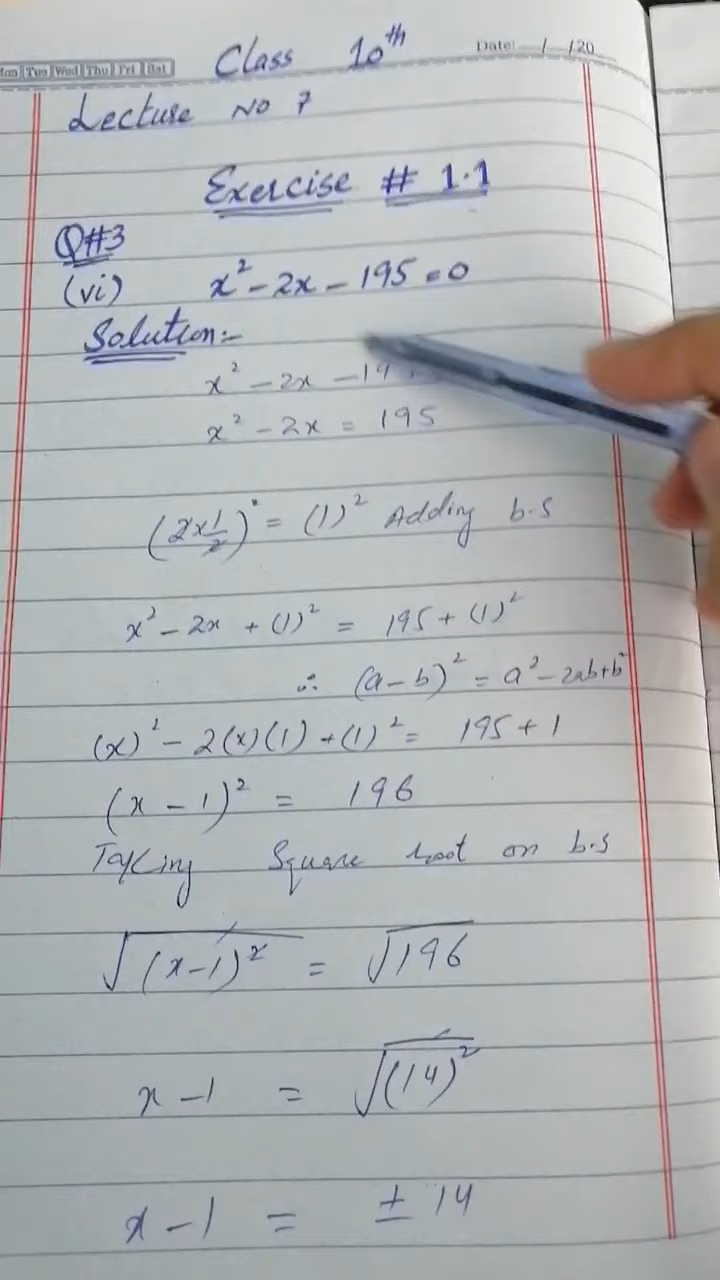 Mon Tue Wed Thu Fri Sat
Date: / /20
Class 10th
Lecture No 7
Exercise # 1.1
Q#3
(vi) x² - 2x - 195 = 0
Solution:-
x² - 2x - 19
x² - 2x = 195
(2x1/2)² = (1)² Adding b.s
x² - 2x + (1)² = 195 + (1)²
∴ (a-b)² = a² - 2ab + b²
(x)² - 2(x)(1) + (1)² = 195 + 1
(x - 1)² = 196
Taking Square root on b.s
√(x-1)² = √196
x - 1 = √(14)²
x - 1 = ± 14